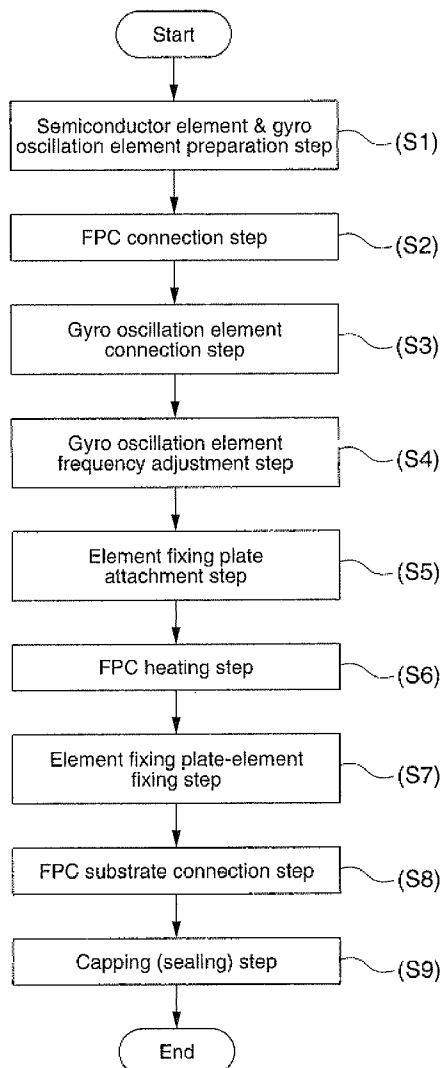 Start
Semiconductor element & gyro
oscillation element preparation step
(S1)
FPC connection step
(S2)
Gyro oscillation element
connection step
(S3)
Gyro oscillation element
frequency adjustment step
(S4)
Element fixing plate
attachment step
(S5)
FPC heating step
(S6)
Element fixing plate-element
fixing step
(S7)
FPC substrate connection step
(S8)
Capping (sealing) step
(S9)
End